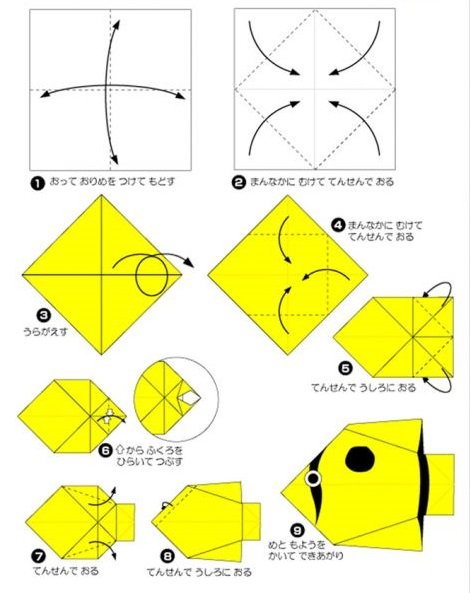 1 おって おりめを つけて もどす
2 まんなかに むけて てんせんで おる
3
うらがえす
4 まんなかに むけて
てんせんで おる
5
てんせんで うしろに おる
6 ⇧から ふくろを
ひらいて つぶす
7
てんせんで おる
8
てんせんで うしろに おる
9
めと もようを
かいて できあがり